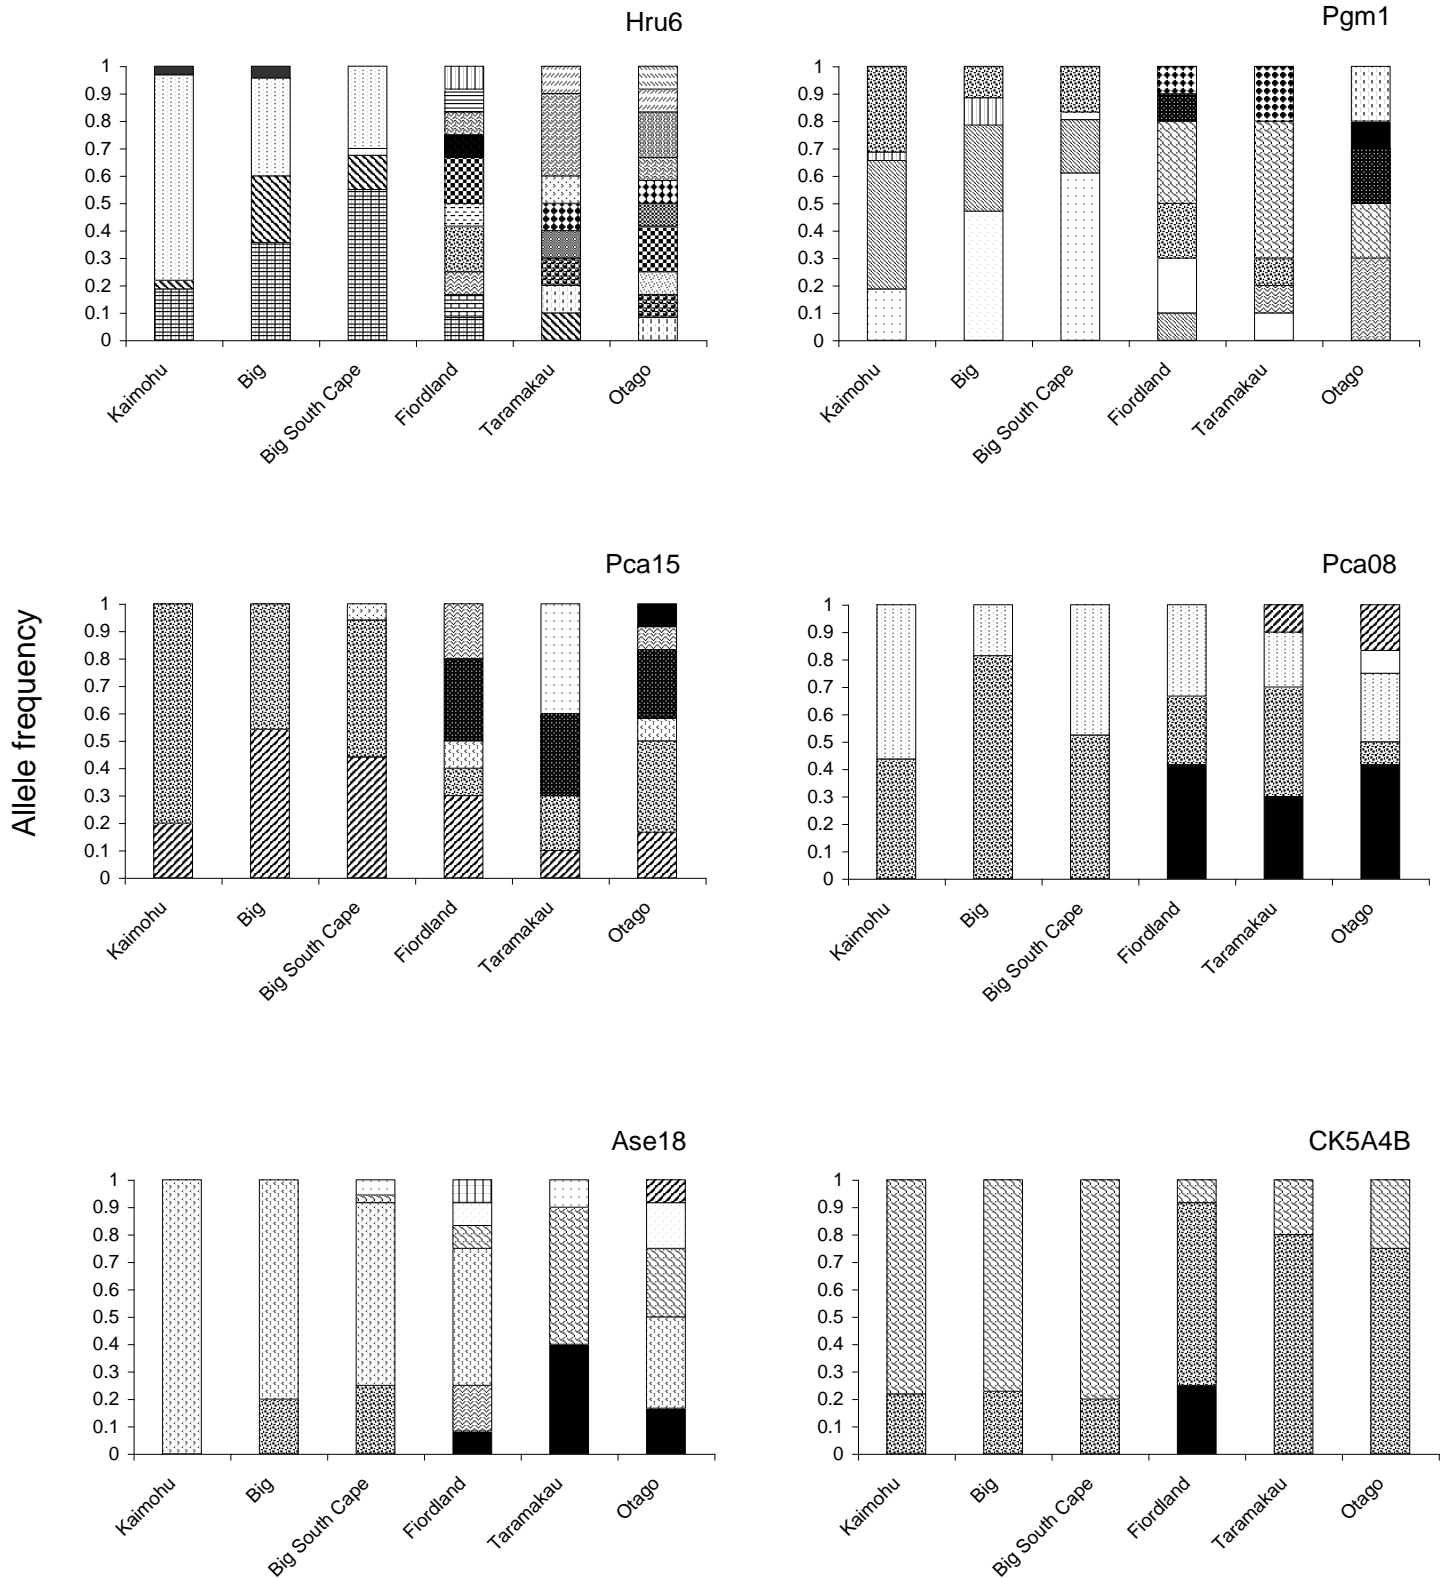 Hru6
1
0.9
0.8
0.7
0.6
0.5
0.4
0.3
0.2
0.1
0
Kaimohu
Big
Big South Cape
Fiordland
Taramakau
Otago
Pgm1
1
0.9
0.8
0.7
0.6
0.5
0.4
0.3
0.2
0.1
0
Kaimohu
Big
Big South Cape
Fiordland
Taramakau
Otago
Allele frequency
Pca15
1
0.9
0.8
0.7
0.6
0.5
0.4
0.3
0.2
0.1
0
Kaimohu
Big
Big South Cape
Fiordland
Taramakau
Otago
Pca08
1
0.9
0.8
0.7
0.6
0.5
0.4
0.3
0.2
0.1
0
Kaimohu
Big
Big South Cape
Fiordland
Taramakau
Otago
Ase18
1
0.9
0.8
0.7
0.6
0.5
0.4
0.3
0.2
0.1
0
Kaimohu
Big
Big South Cape
Fiordland
Taramakau
Otago
CK5A4B
1
0.9
0.8
0.7
0.6
0.5
0.4
0.3
0.2
0.1
0
Kaimohu
Big
Big South Cape
Fiordland
Taramakau
Otago